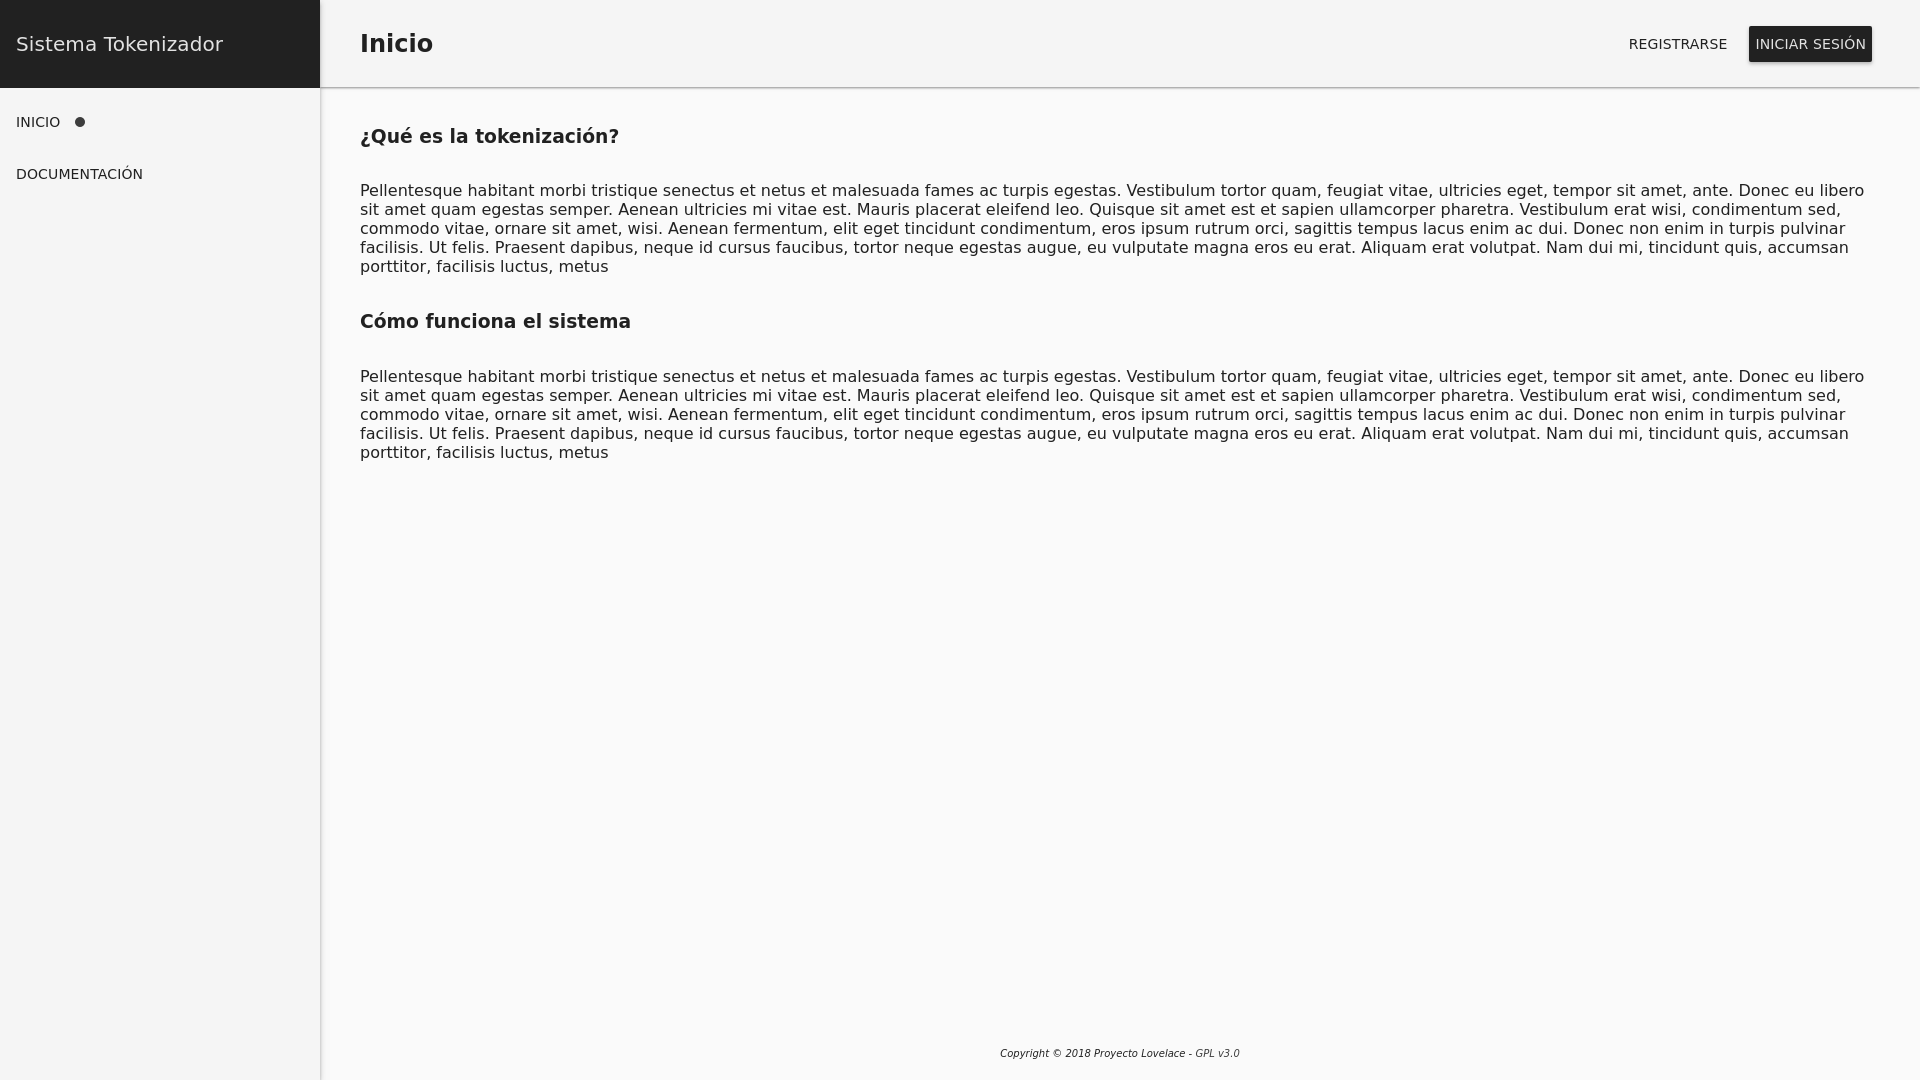 Sistema Tokenizador
Inicio
REGISTRARSE
INICIAR SESIÓN
INICIO
DOCUMENTACIÓN
¿Qué es la tokenización?
Pellentesque habitant morbi tristique senectus et netus et malesuada fames ac turpis egestas. Vestibulum tortor quam, feugiat vitae, ultricies eget, tempor sit amet, ante. Donec eu libero
sit amet quam egestas semper. Aenean ultricies mi vitae est. Mauris placerat eleifend leo. Quisque sit amet est et sapien ullamcorper pharetra. Vestibulum erat wisi, condimentum sed,
commodo vitae, ornare sit amet, wisi. Aenean fermentum, elit eget tincidunt condimentum, eros ipsum rutrum orci, sagittis tempus lacus enim ac dui. Donec non enim in turpis pulvinar
facilisis. Ut felis. Praesent dapibus, neque id cursus faucibus, tortor neque egestas augue, eu vulputate magna eros eu erat. Aliquam erat volutpat. Nam dui mi, tincidunt quis, accumsan
porttitor, facilisis luctus, metus
Cómo funciona el sistema
Pellentesque habitant morbi tristique senectus et netus et malesuada fames ac turpis egestas. Vestibulum tortor quam, feugiat vitae, ultricies eget, tempor sit amet, ante. Donec eu libero
sit amet quam egestas semper. Aenean ultricies mi vitae est. Mauris placerat eleifend leo. Quisque sit amet est et sapien ullamcorper pharetra. Vestibulum erat wisi, condimentum sed,
commodo vitae, ornare sit amet, wisi. Aenean fermentum, elit eget tincidunt condimentum, eros ipsum rutrum orci, sagittis tempus lacus enim ac dui. Donec non enim in turpis pulvinar
facilisis. Ut felis. Praesent dapibus, neque id cursus faucibus, tortor neque egestas augue, eu vulputate magna eros eu erat. Aliquam erat volutpat. Nam dui mi, tincidunt quis, accumsan
porttitor, facilisis luctus, metus
Copyright © 2018 Proyecto Lovelace - GPL v3.0